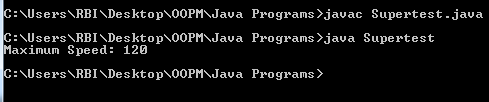 C:\Users\RBI\Desktop\OOPM\Java Programs>javac Supertest.java
C:\Users\RBI\Desktop\OOPM\Java Programs>java Supertest
Maximum Speed: 120
C:\Users\RBI\Desktop\OOPM\Java Programs>